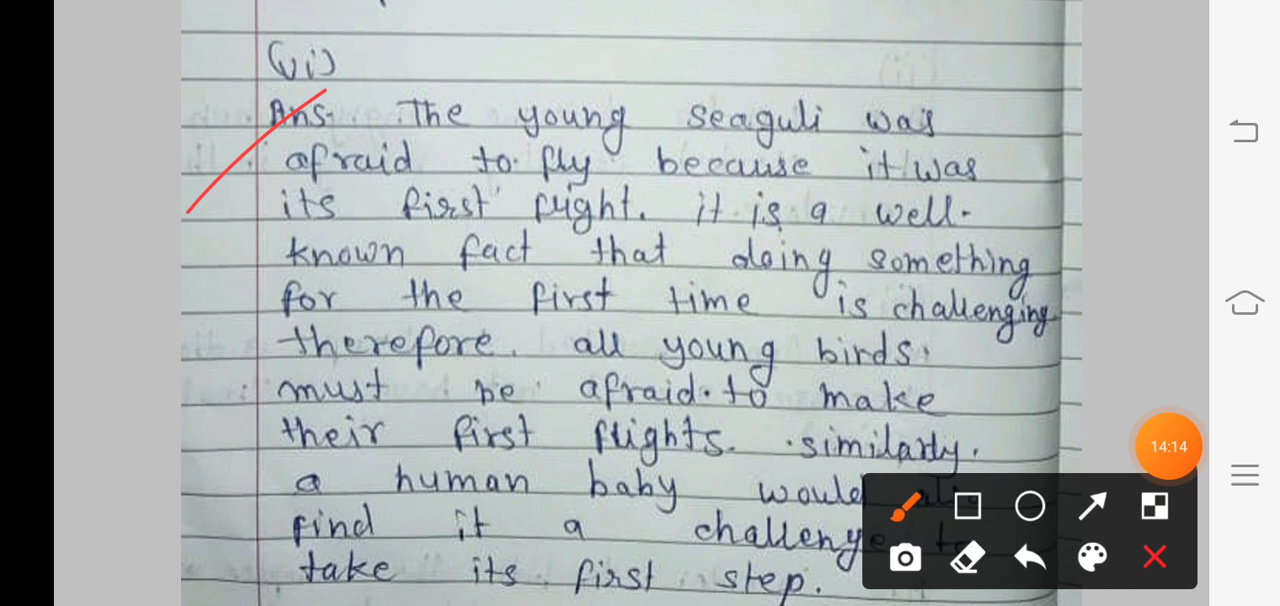 (vi)
Ans- The young seaguli was
afraid to fly because it was
its first flight. it is a well-
known fact that doing something
for the first time is challenging
therefore. all young birds
must be afraid to make
their first flights. similarly.
a human baby would
find it a challenge to
take its first step.
14:14